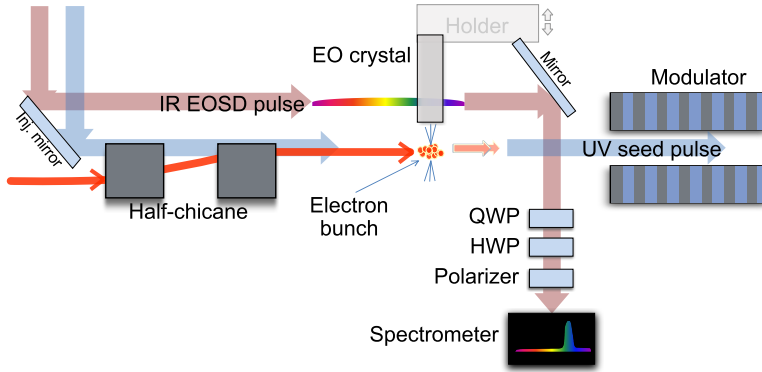 Holder
EO crystal
Mirror
Modulator
IR EOSD pulse
Inj. mirror
UV seed pulse
Half-chicane
Electron
bunch
QWP
HWP
Polarizer
Spectrometer